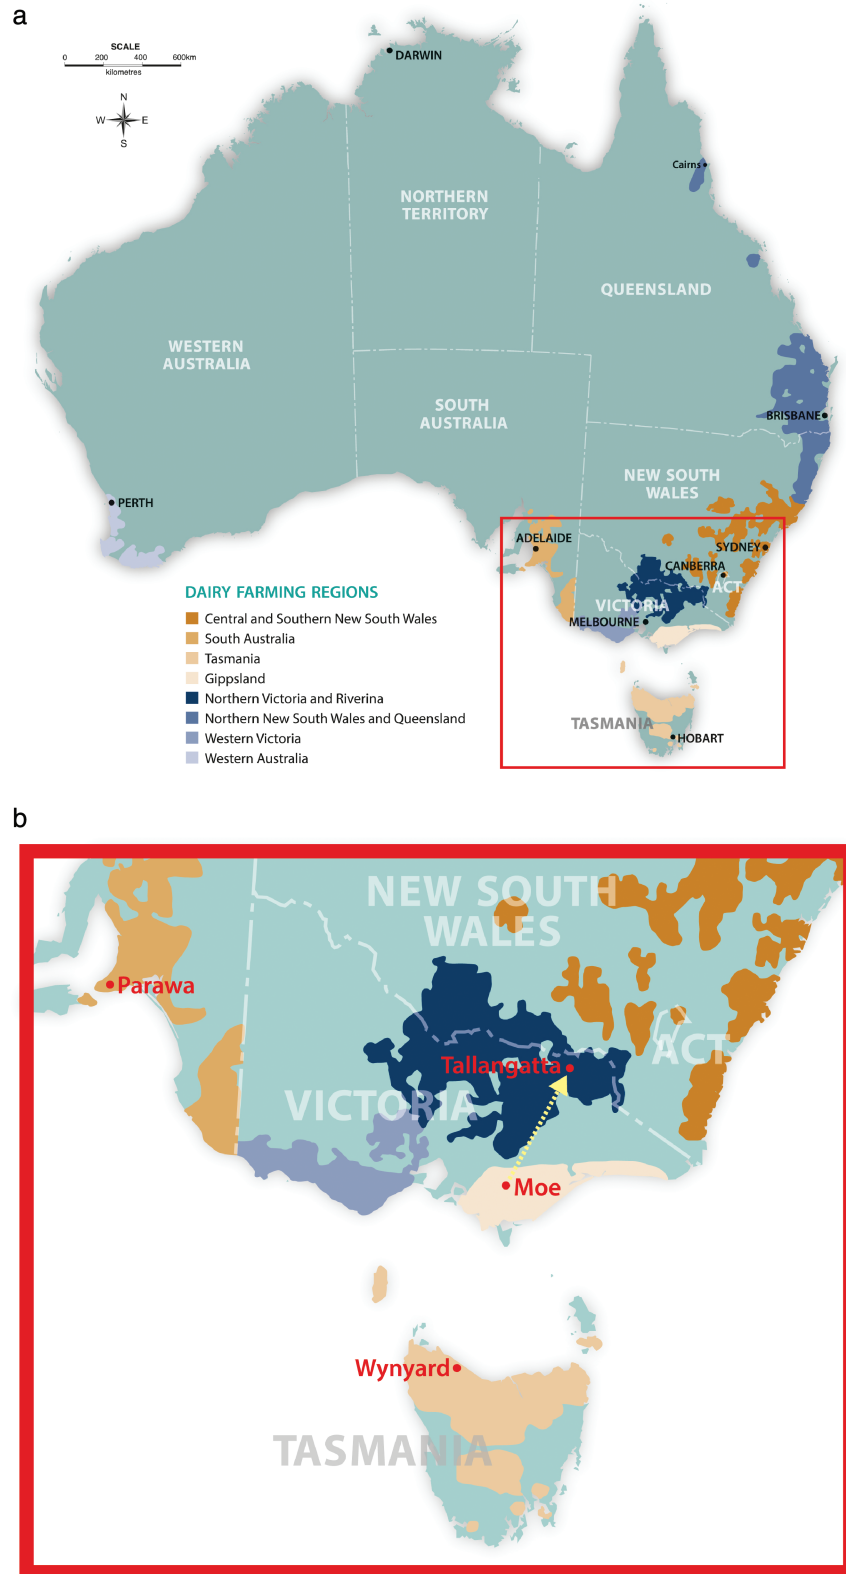 a
SCALE
0 200 400 600km
kilometres
N
W E
S
DARWIN
Cairns
NORTHERN
TERRITORY
QUEENSLAND
WESTERN
AUSTRALIA
SOUTH
AUSTRALIA
BRISBANE
NEW SOUTH
WALES
PERTH
ADELAIDE
SYDNEY
CANBERRA
ACT
VICTORIA
MELBOURNE
TASMANIA
HOBART
DAIRY FARMING REGIONS
Central and Southern New South Wales
South Australia
Tasmania
Gippsland
Northern Victoria and Riverina
Northern New South Wales and Queensland
Western Victoria
Western Australia
b
NEW SOUTH
WALES
Parawa
ACT
Tallangatta
VICTORIA
Moe
Wynyard
TASMANIA